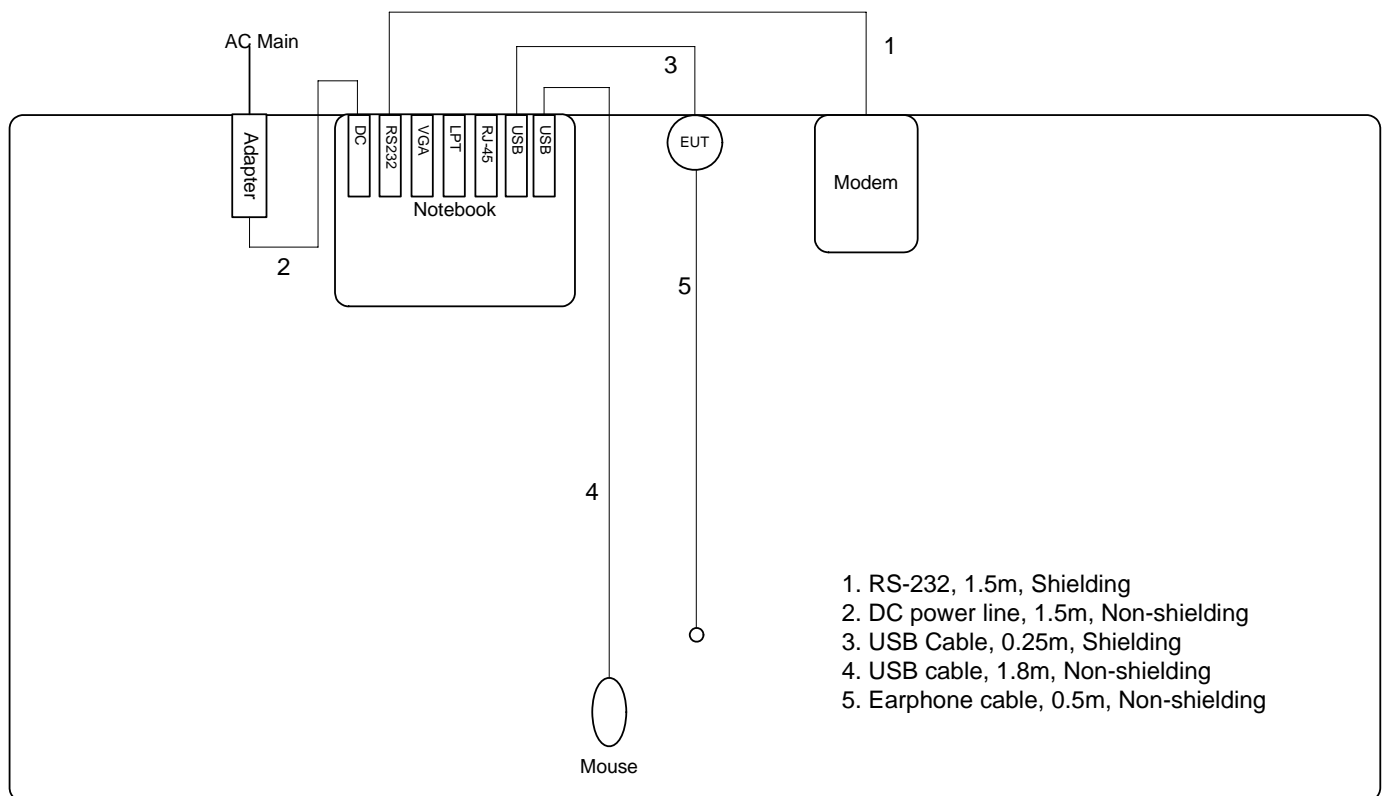 1
AC Main
3
Adapter
DC
RS232
VGA
LPT
RJ-45
USB
USB
EUT
Modem
Notebook
2
5
4
1. RS-232, 1.5m, Shielding
2. DC power line, 1.5m, Non-shielding
3. USB Cable, 0.25m, Shielding
4. USB cable, 1.8m, Non-shielding
5. Earphone cable, 0.5m, Non-shielding
Mouse